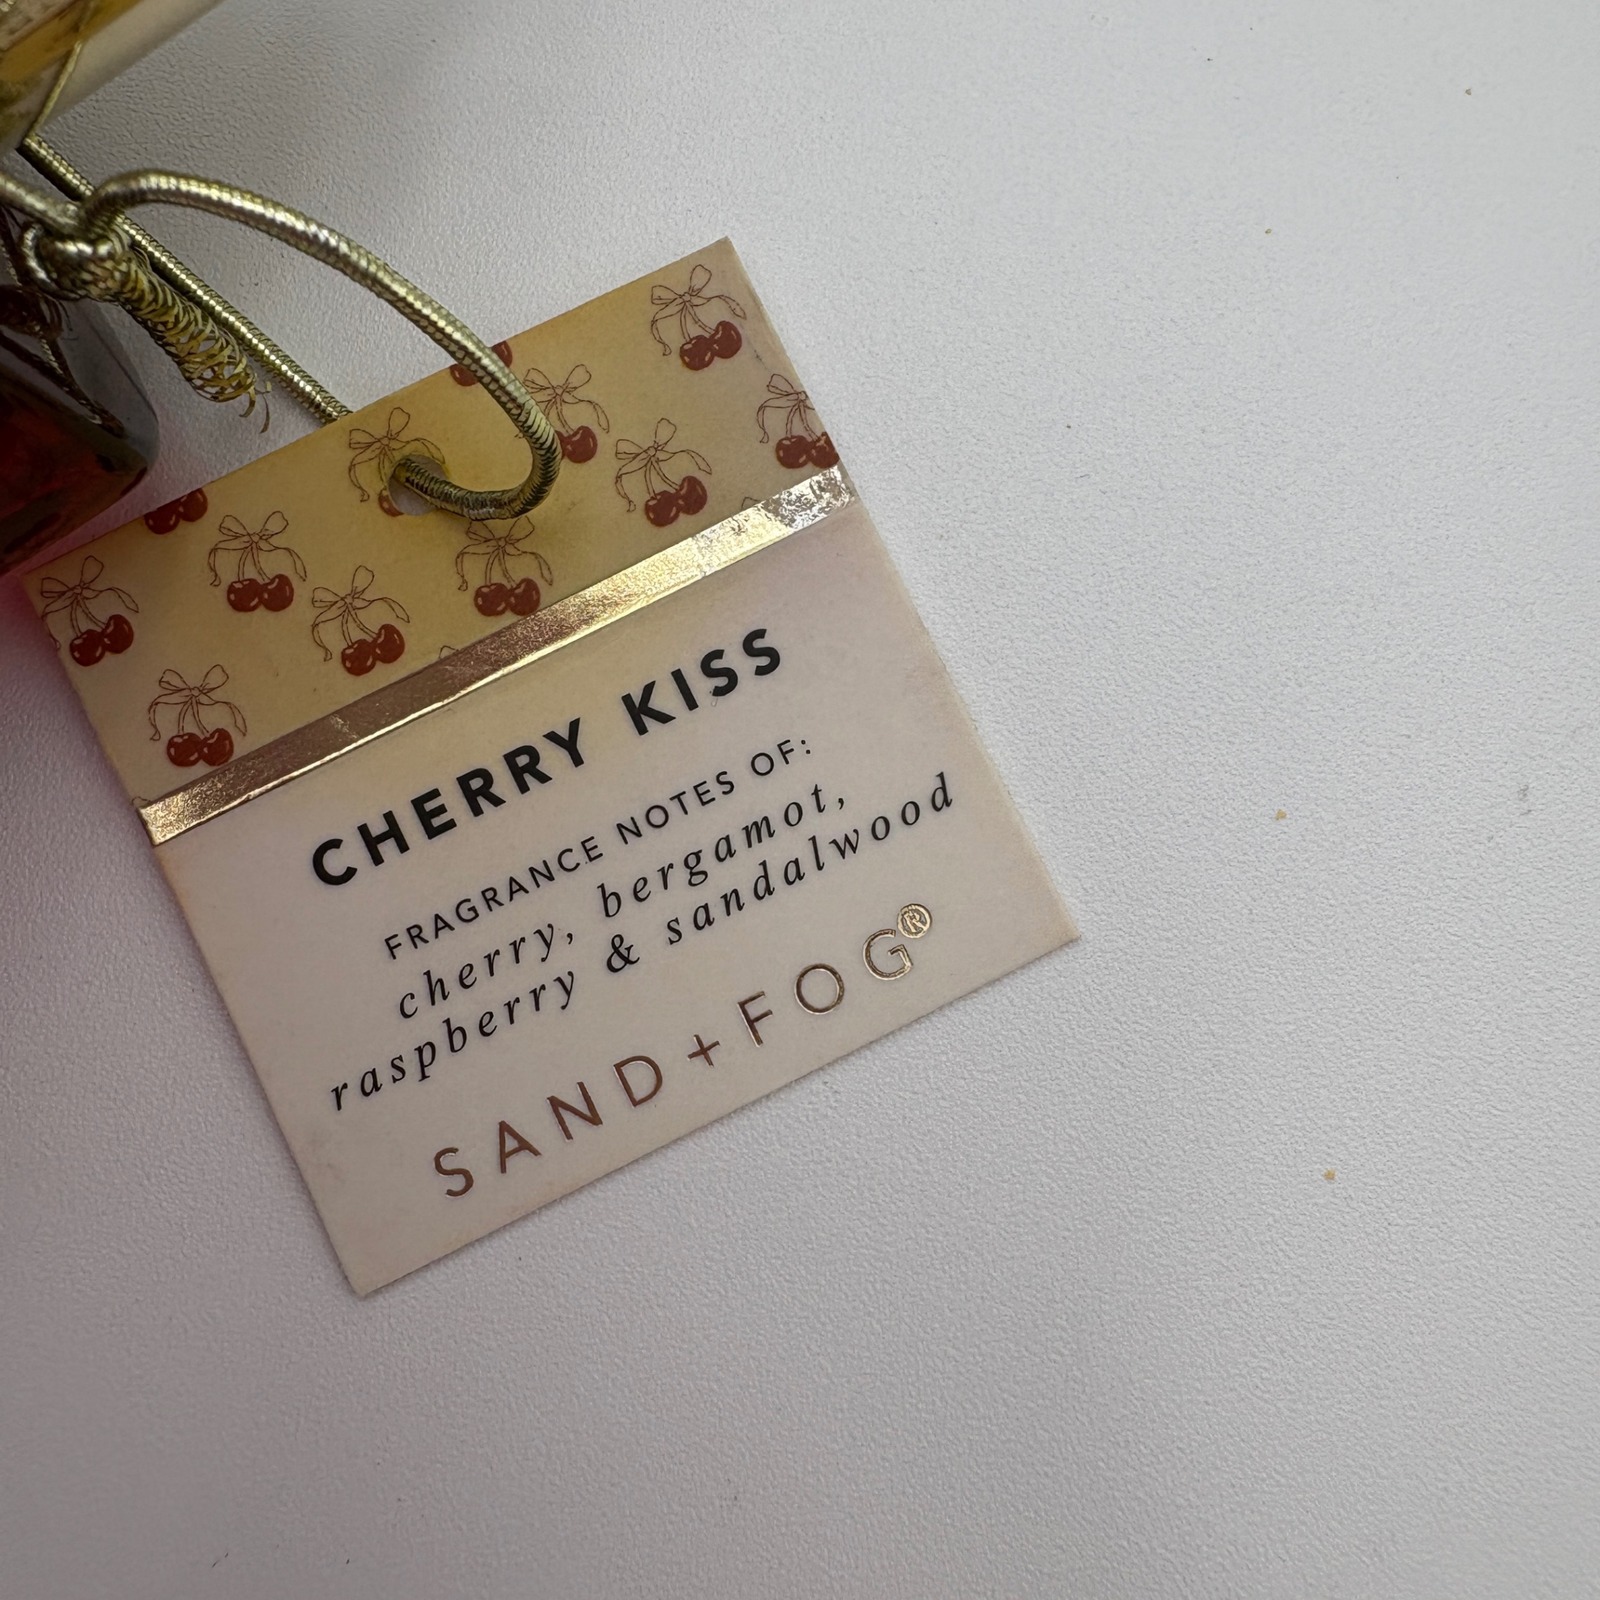 CHERRY KISS
FRAGRANCE NOTES OF:
cherry, bergamot,
raspberry & sandalwood
SAND+FOG®